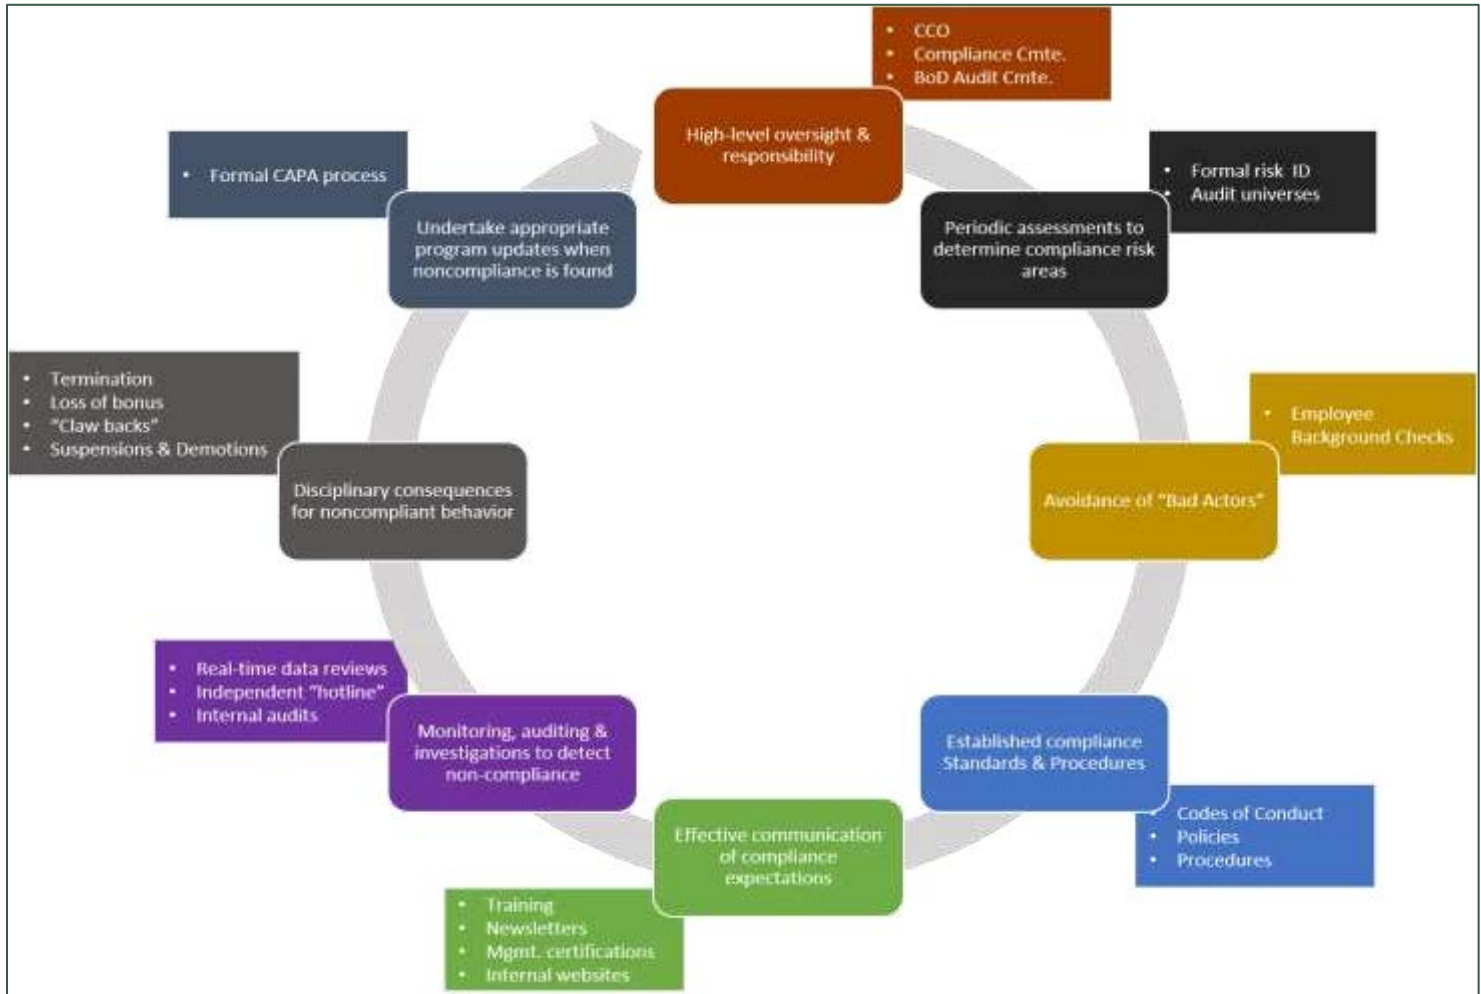 • CCO
• Compliance Cmte.
• BoD Audit Cmte.
High-level oversight &
responsibility
• Formal risk ID
• Audit universes
Periodic assessments to
determine compliance risk
areas
• Employee
Background Checks
Avoidance of "Bad Actors"
Established compliance
Standards & Procedures
• Codes of Conduct
• Policies
• Procedures
Effective communication
of compliance
expectations
• Training
• Newsletters
• Mgmt. certifications
• Internal websites
• Real-time data reviews
• Independent "hotline"
• Internal audits
Monitoring, auditing &
investigations to detect
non-compliance
• Termination
• Loss of bonus
• "Claw backs"
• Suspensions & Demotions
Disciplinary consequences
for noncompliant behavior
• Formal CAPA process
Undertake appropriate
program updates when
noncompliance is found